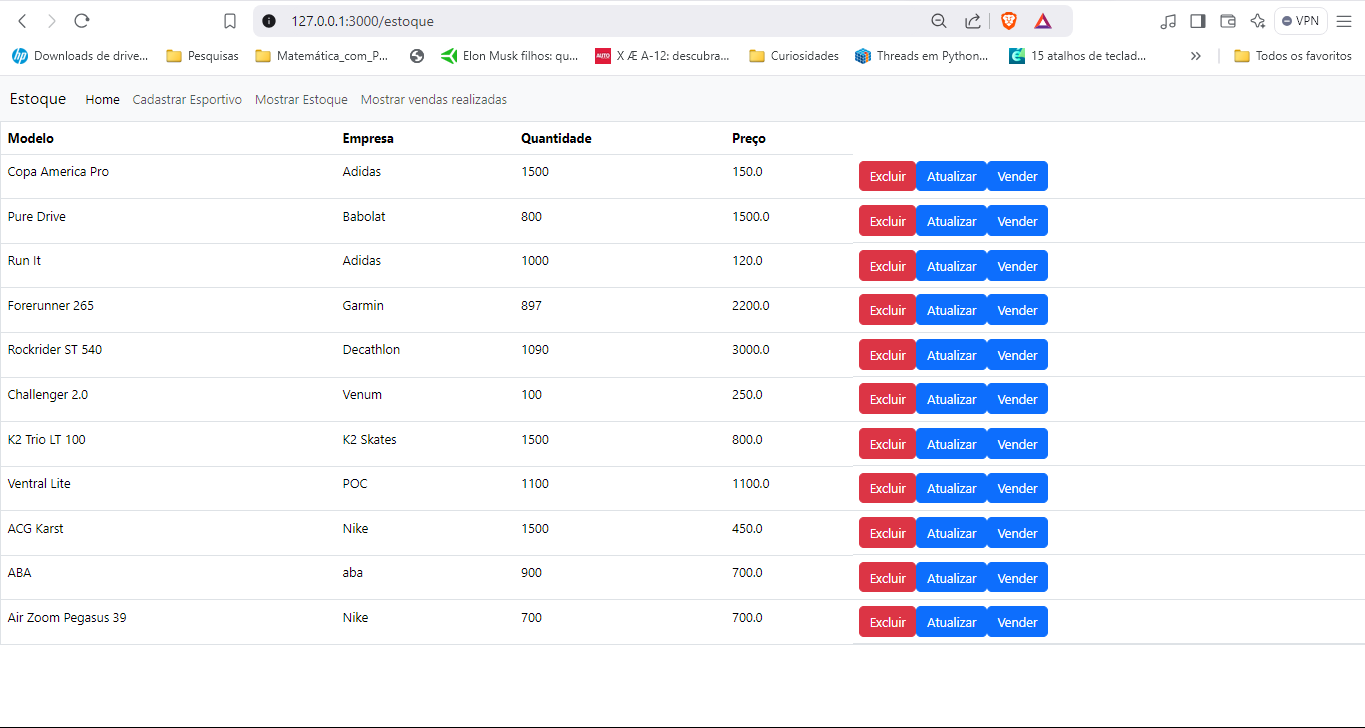 127.0.0.1:3000/estoque
VPN
Downloads de drive... Pesquisas Matemática_com_P... Elon Musk filhos: qu... AUTO X Æ A-12: descubra... Curiosidades Threads em Python... 15 atalhos de teclad... Todos os favoritos
Estoque Home Cadastrar Esportivo Mostrar Estoque Mostrar vendas realizadas
Modelo Empresa Quantidade Preço
Copa America Pro Adidas 1500 150.0 Excluir Atualizar Vender
Pure Drive Babolat 800 1500.0 Excluir Atualizar Vender
Run It Adidas 1000 120.0 Excluir Atualizar Vender
Forerunner 265 Garmin 897 2200.0 Excluir Atualizar Vender
Rockrider ST 540 Decathlon 1090 3000.0 Excluir Atualizar Vender
Challenger 2.0 Venum 100 250.0 Excluir Atualizar Vender
K2 Trio LT 100 K2 Skates 1500 800.0 Excluir Atualizar Vender
Ventral Lite POC 1100 1100.0 Excluir Atualizar Vender
ACG Karst Nike 1500 450.0 Excluir Atualizar Vender
ABA aba 900 700.0 Excluir Atualizar Vender
Air Zoom Pegasus 39 Nike 700 700.0 Excluir Atualizar Vender